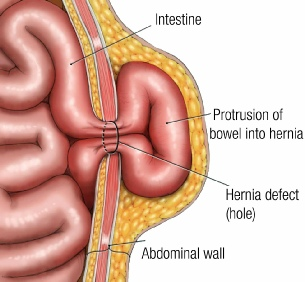 Intestine
Protrusion of
bowel into hernia
Hernia defect
(hole)
Abdominal wall